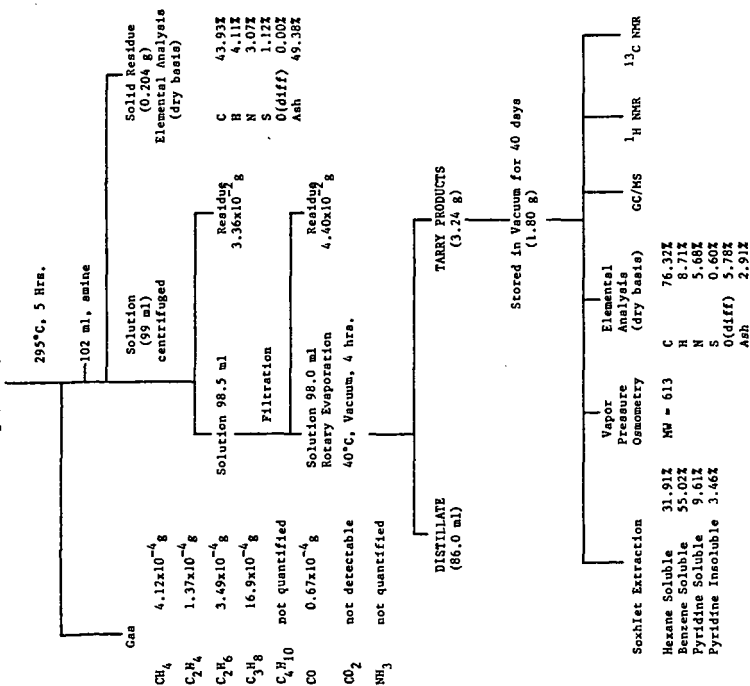 295°C, 5 Hrs.
102 ml, amine
Gas
CH4 4.12x10-4 g
C2H4 1.37x10-4 g
C2H6 3.49x10-4 g
C3H8 16.9x10-4 g
C4H10 not quantified
CO 0.67x10-4 g
CO2 not detectable
NH3 not quantified
Solution
(99 ml)
centrifuged
Solid Residue
(0.204 g)
Elemental Analysis
(dry basis)
C 43.93%
H 4.11%
N 3.07%
S 1.12%
O(diff) 0.00%
Ash 49.38%
Solution 98.5 ml
Residue
3.36x10-2 g
Filtration
Solution 98.0 ml
Rotary Evaporation
40°C, Vacuum, 4 hrs.
Residue
4.40x10-2 g
DISTILLATE
(86.0 ml)
TARRY PRODUCTS
(3.24 g)
Stored in Vacuum for 40 days
(1.80 g)
Soxhlet Extraction
Hexane Soluble 31.91%
Benzene Soluble 55.02%
Pyridine Soluble 9.61%
Pyridine Insoluble 3.46%
Vapor
Pressure
Osmometry
MW = 613
Elemental
Analysis
(dry basis)
C 76.32%
H 8.71%
N 5.68%
S 0.60%
O(diff) 5.78%
Ash 2.91%
GC/MS
1H NMR
13C NMR